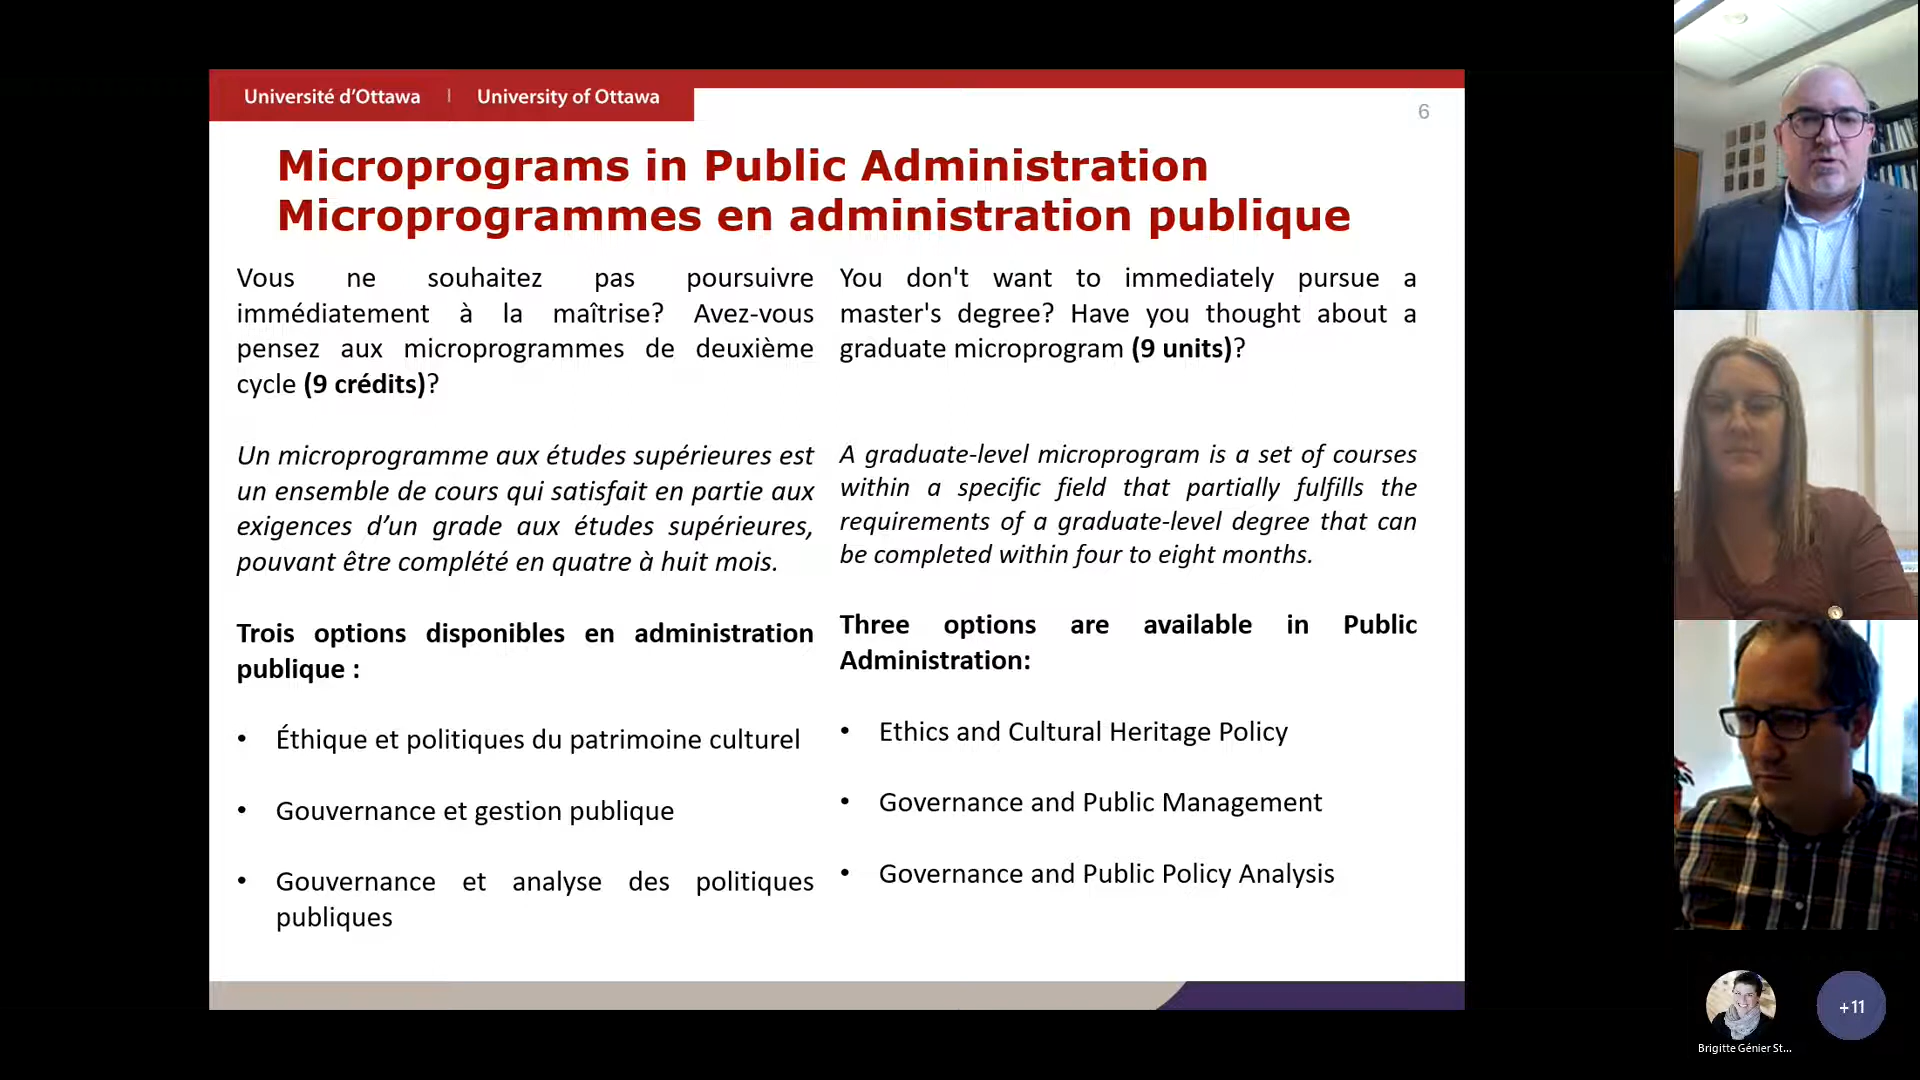 Université d'Ottawa | University of Ottawa
6
Microprograms in Public Administration
Microprogrammes en administration publique
Vous ne souhaitez pas poursuivre
immédiatement à la maîtrise? Avez-vous
pensez aux microprogrammes de deuxième
cycle (9 crédits)?
Un microprogramme aux études supérieures est
un ensemble de cours qui satisfait en partie aux
exigences d’un grade aux études supérieures,
pouvant être complété en quatre à huit mois.
Trois options disponibles en administration
publique :
• Éthique et politiques du patrimoine culturel
• Gouvernance et gestion publique
• Gouvernance et analyse des politiques
publiques
You don't want to immediately pursue a
master's degree? Have you thought about a
graduate microprogram (9 units)?
A graduate-level microprogram is a set of courses
within a specific field that partially fulfills the
requirements of a graduate-level degree that can
be completed within four to eight months.
Three options are available in Public
Administration:
• Ethics and Cultural Heritage Policy
• Governance and Public Management
• Governance and Public Policy Analysis
Brigitte Génier St...
+11